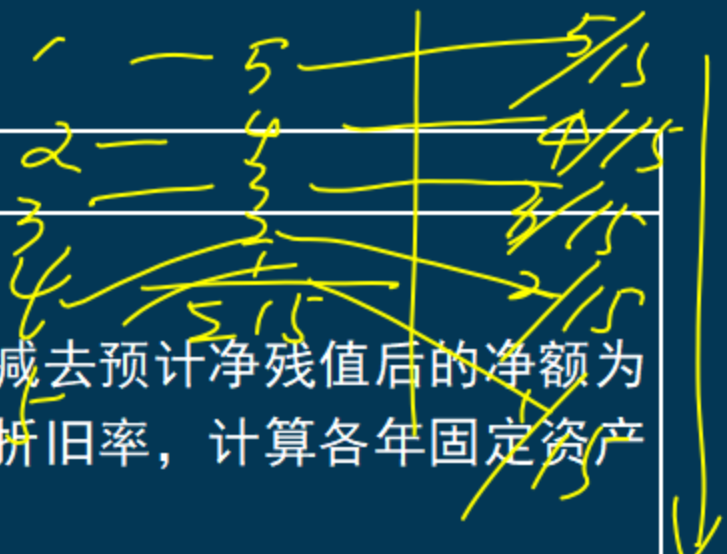 1 — 5 5/15
2 — 4 4/15
3 — 3 3/15
4 2 2/15
5 1 1/15
Σ15
减去预计净残值后的净额为
折旧率，计算各年固定资产